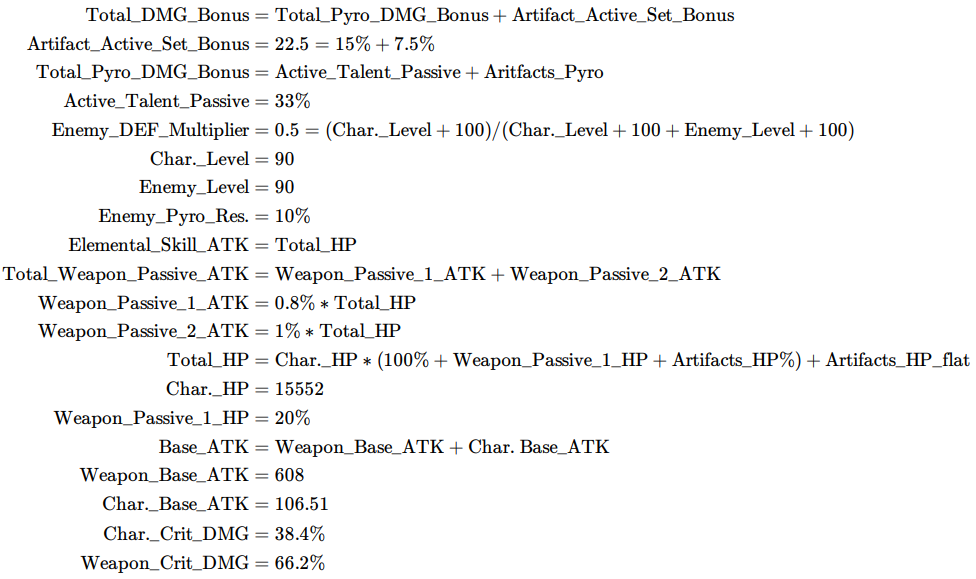 Total_DMG_Bonus = Total_Pyro_DMG_Bonus + Artifact_Active_Set_Bonus
Artifact_Active_Set_Bonus = 22.5 = 15% + 7.5%
Total_Pyro_DMG_Bonus = Active_Talent_Passive + Aritfacts_Pyro
Active_Talent_Passive = 33%
Enemy_DEF_Multiplier = 0.5 = (Char._Level + 100)/(Char._Level + 100 + Enemy_Level + 100)
Char._Level = 90
Enemy_Level = 90
Enemy_Pyro_Res. = 10%
Elemental_Skill_ATK = Total_HP
Total_Weapon_Passive_ATK = Weapon_Passive_1_ATK + Weapon_Passive_2_ATK
Weapon_Passive_1_ATK = 0.8% * Total_HP
Weapon_Passive_2_ATK = 1% * Total_HP
Total_HP = Char._HP * (100% + Weapon_Passive_1_HP + Artifacts_HP%) + Artifacts_HP_flat
Char._HP = 15552
Weapon_Passive_1_HP = 20%
Base_ATK = Weapon_Base_ATK + Char. Base_ATK
Weapon_Base_ATK = 608
Char._Base_ATK = 106.51
Char._Crit_DMG = 38.4%
Weapon_Crit_DMG = 66.2%